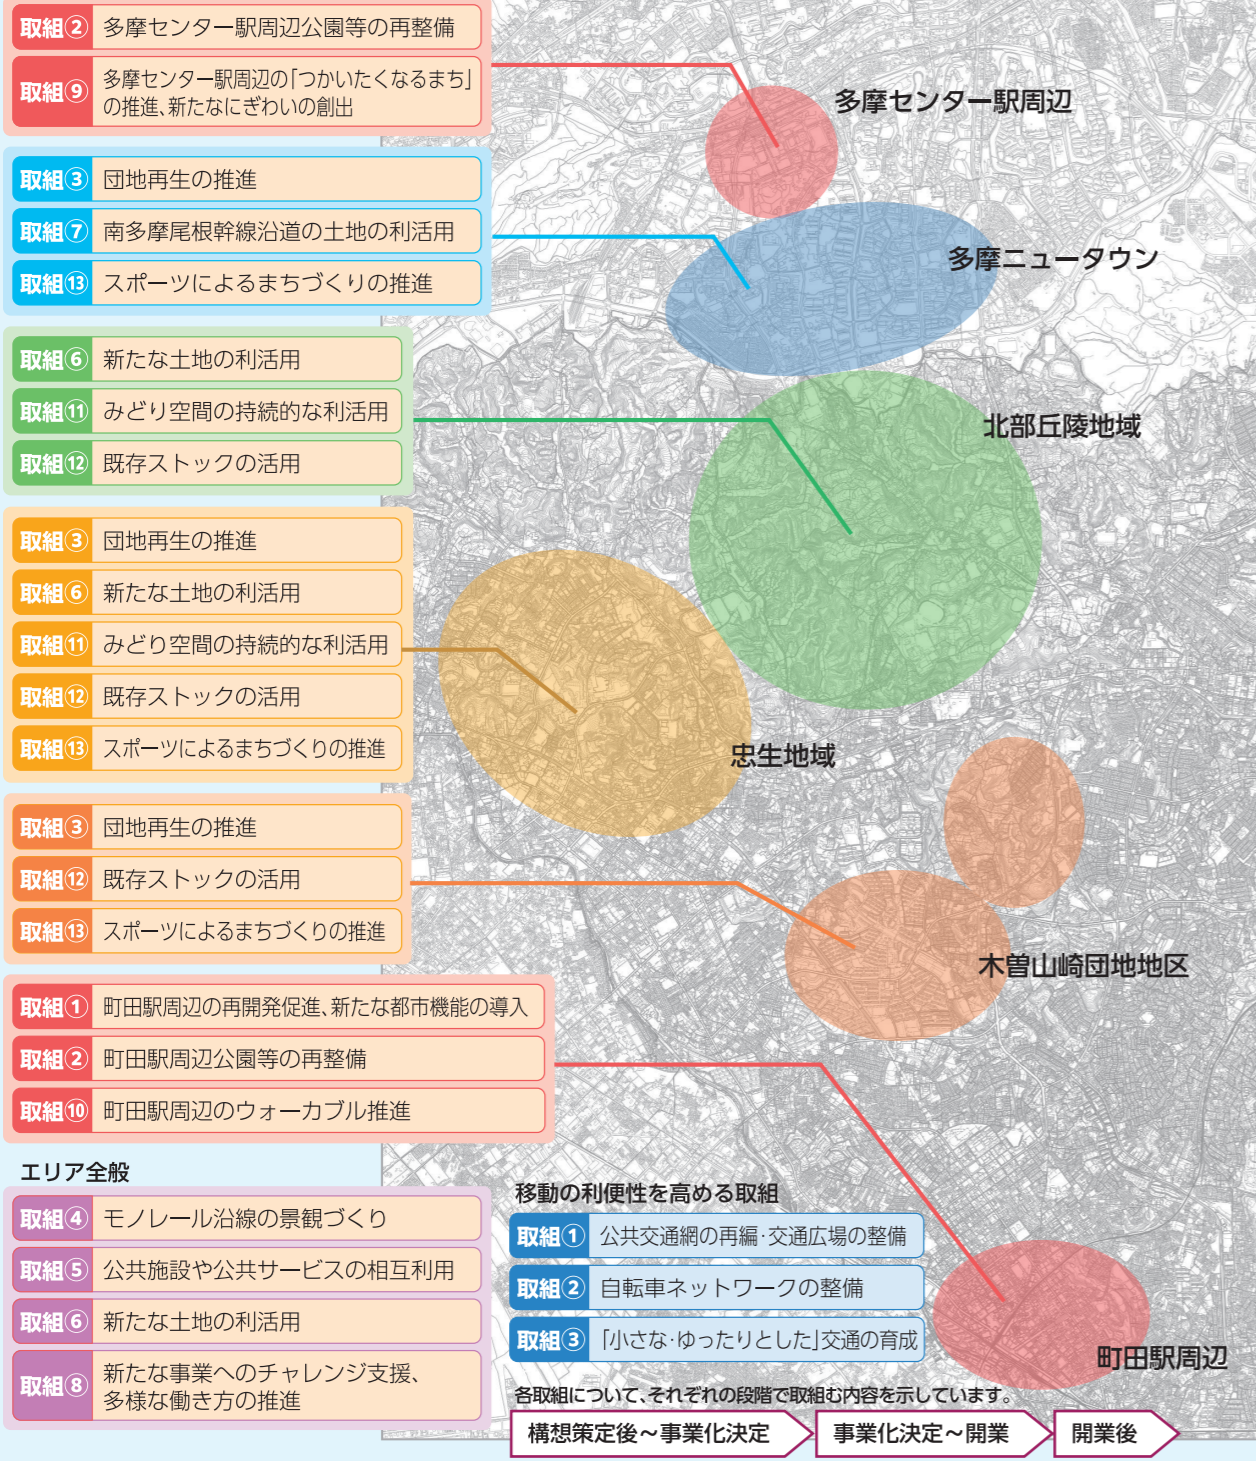 取組② 多摩センター駅周辺公園等の再整備
取組⑨ 多摩センター駅周辺の「つかいたくなるまち」
の推進、新たなにぎわいの創出
取組③ 団地再生の推進
取組⑦ 南多摩尾根幹線沿道の土地の利活用
取組⑬ スポーツによるまちづくりの推進
取組⑥ 新たな土地の利活用
取組⑪ みどり空間の持続的な利活用
取組⑫ 既存ストックの活用
取組③ 団地再生の推進
取組⑥ 新たな土地の利活用
取組⑪ みどり空間の持続的な利活用
取組⑫ 既存ストックの活用
取組⑬ スポーツによるまちづくりの推進
取組③ 団地再生の推進
取組⑫ 既存ストックの活用
取組⑬ スポーツによるまちづくりの推進
取組① 町田駅周辺の再開発促進、新たな都市機能の導入
取組② 町田駅周辺公園等の再整備
取組⑩ 町田駅周辺のウォーカブル推進
エリア全般
取組④ モノレール沿線の景観づくり
取組⑤ 公共施設や公共サービスの相互利用
取組⑥ 新たな土地の利活用
取組⑧ 新たな事業へのチャレンジ支援、
多様な働き方の推進
多摩センター駅周辺
多摩ニュータウン
北部丘陵地域
忠生地域
木曽山崎団地地区
町田駅周辺
移動の利便性を高める取組
取組① 公共交通網の再編・交通広場の整備
取組② 自転車ネットワークの整備
取組③ 「小さな・ゆったりとした」交通の育成
各取組について、それぞれの段階で取組む内容を示しています。
構想策定後～事業化決定 事業化決定～開業 開業後